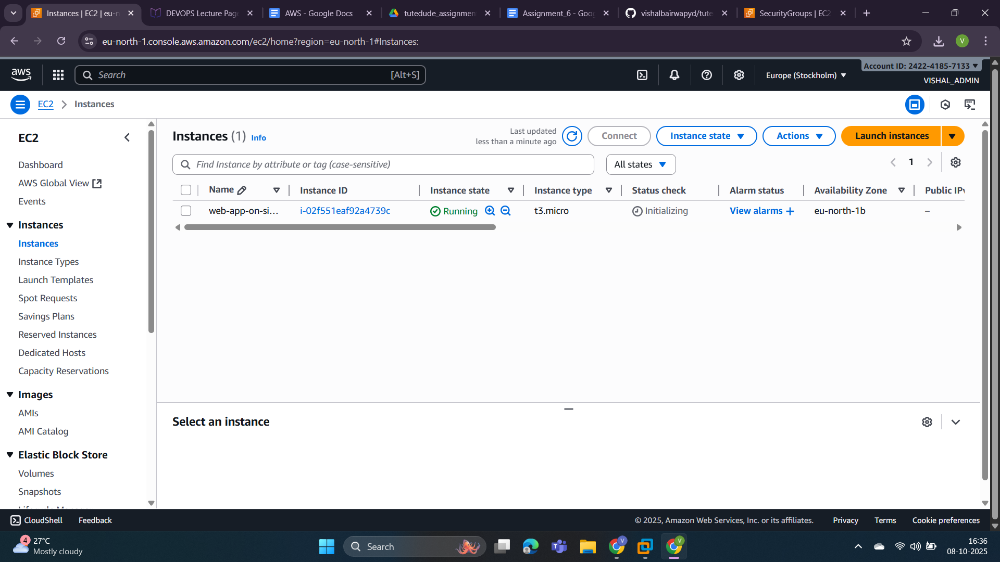 Instances | EC2 | eu-n
DEVOPS Lecture Page
AWS - Google Docs
tutedude_assignmen
Assignment_6 - Goog
vishalbairwapyd/tute
SecurityGroups | EC2
eu-north-1.console.aws.amazon.com/ec2/home?region=eu-north-1#Instances:
V
aws
Search
[Alt+S]
Europe (Stockholm)
Account ID: 2422-4185-7133
VISHAL_ADMIN
EC2
Instances
EC2
Dashboard
AWS Global View
Events
Instances
Instances
Instance Types
Launch Templates
Spot Requests
Savings Plans
Reserved Instances
Dedicated Hosts
Capacity Reservations
Images
AMIs
AMI Catalog
Elastic Block Store
Volumes
Snapshots
Instances (1) Info
Last updated
less than a minute ago
Connect
Instance state
Actions
Launch instances
Find Instance by attribute or tag (case-sensitive)
All states
1
Name Instance ID Instance state Instance type Status check Alarm status Availability Zone Public IPv
web-app-on-si... i-02f551eaf92a4739c Running t3.micro Initializing View alarms + eu-north-1b –
Select an instance
CloudShell Feedback © 2025, Amazon Web Services, Inc. or its affiliates. Privacy Terms Cookie preferences
4
27°C
Mostly cloudy
Search
V
V
16:36
08-10-2025